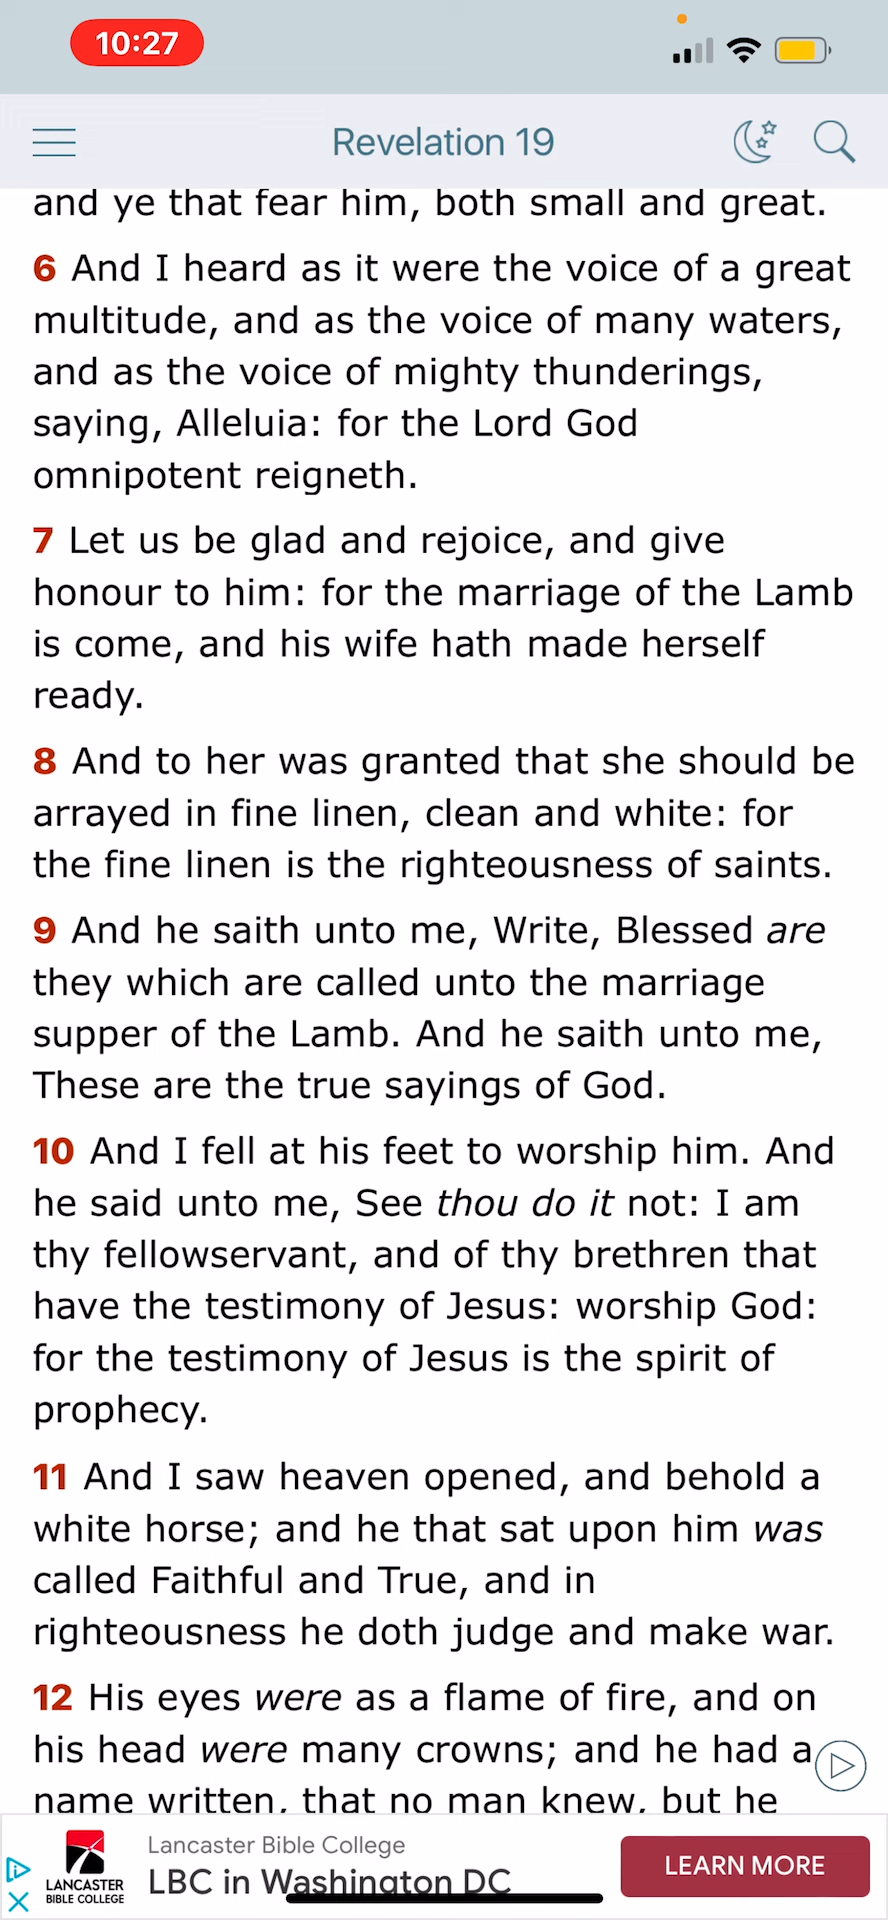 10:27
Revelation 19
and ye that fear him, both small and great.
6 And I heard as it were the voice of a great
multitude, and as the voice of many waters,
and as the voice of mighty thunderings,
saying, Alleluia: for the Lord God
omnipotent reigneth.
7 Let us be glad and rejoice, and give
honour to him: for the marriage of the Lamb
is come, and his wife hath made herself
ready.
8 And to her was granted that she should be
arrayed in fine linen, clean and white: for
the fine linen is the righteousness of saints.
9 And he saith unto me, Write, Blessed are
they which are called unto the marriage
supper of the Lamb. And he saith unto me,
These are the true sayings of God.
10 And I fell at his feet to worship him. And
he said unto me, See thou do it not: I am
thy fellowservant, and of thy brethren that
have the testimony of Jesus: worship God:
for the testimony of Jesus is the spirit of
prophecy.
11 And I saw heaven opened, and behold a
white horse; and he that sat upon him was
called Faithful and True, and in
righteousness he doth judge and make war.
12 His eyes were as a flame of fire, and on
his head were many crowns; and he had a
name written, that no man knew, but he
LANCASTER
BIBLE COLLEGE
Lancaster Bible College
LBC in Washington DC
LEARN MORE